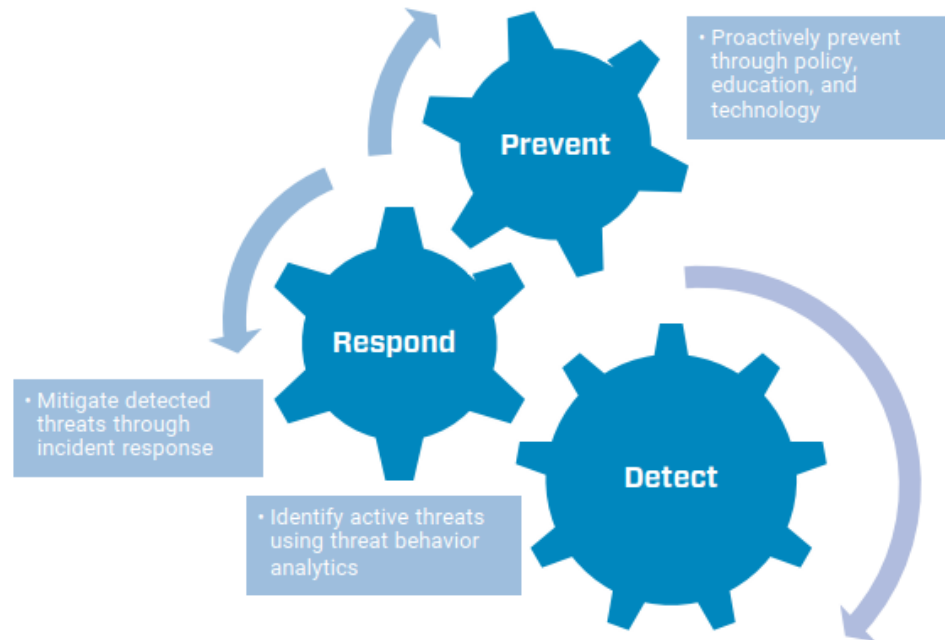 • Proactively prevent
through policy,
education, and
technology
Prevent
Respond
• Mitigate detected
threats through
incident response
Detect
• Identify active threats
using threat behavior
analytics